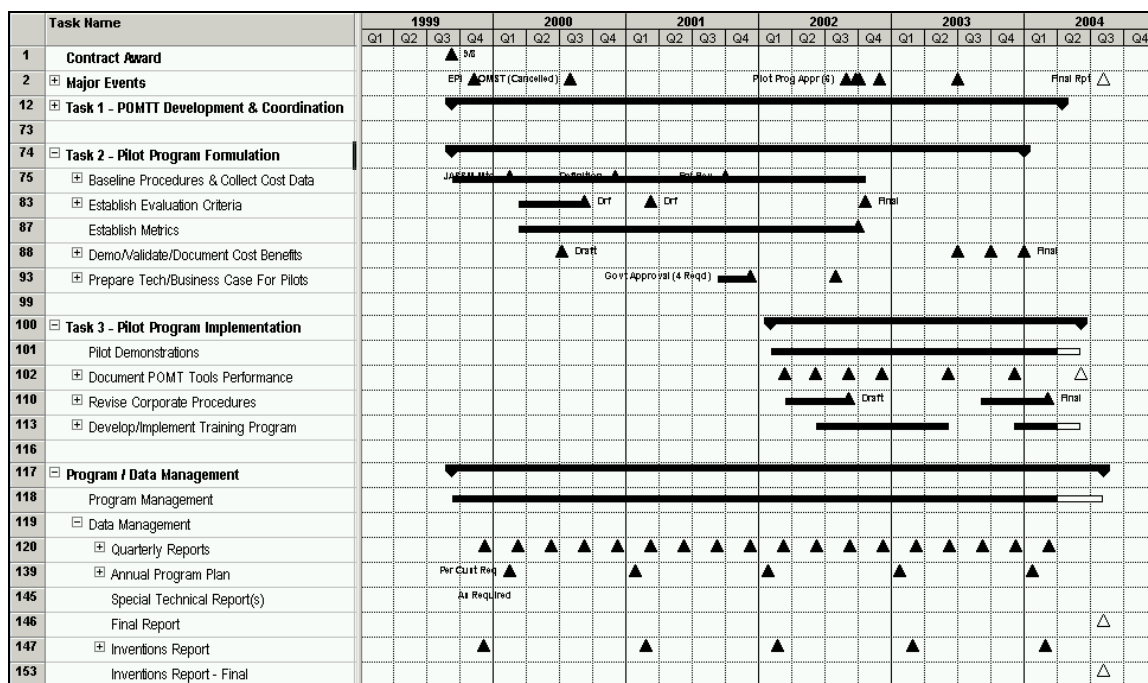 Task Name
1999 2000 2001 2002 2003 2004
Q1 Q2 Q3 Q4 Q1 Q2 Q3 Q4 Q1 Q2 Q3 Q4 Q1 Q2 Q3 Q4 Q1 Q2 Q3 Q4 Q1 Q2 Q3 Q4
1 Contract Award 9/8
2 Major Events EPI OMST (Cancelled) Pilot Prog Appr (6) Final Rpt
12 Task 1 - POMTT Development & Coordination
73
74 Task 2 - Pilot Program Formulation
75 Baseline Procedures & Collect Cost Data Definition
83 Establish Evaluation Criteria Drf Drf Final
87 Establish Metrics
88 Demo/Validate/Document Cost Benefits Draft Final
93 Prepare Tech/Business Case For Pilots Govt Approval (4 Reqd)
99
100 Task 3 - Pilot Program Implementation
101 Pilot Demonstrations
102 Document POMT Tools Performance
110 Revise Corporate Procedures Draft Final
113 Develop/Implement Training Program
116
117 Program / Data Management
118 Program Management
119 Data Management
120 Quarterly Reports
139 Annual Program Plan Per Cust Req
145 Special Technical Report(s) As Required
146 Final Report
147 Inventions Report
153 Inventions Report - Final